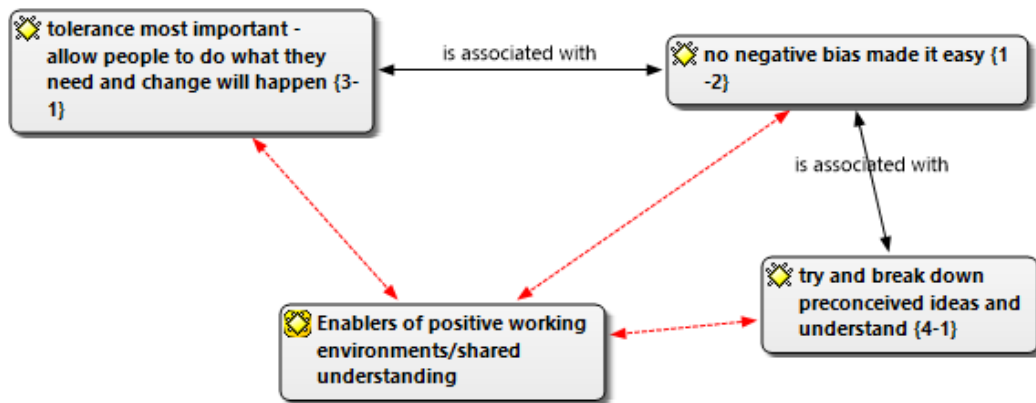 tolerance most important -
allow people to do what they
need and change will happen {3-
1}
is associated with
no negative bias made it easy {1
-2}
is associated with
try and break down
preconceived ideas and
understand {4-1}
Enablers of positive working
environments/shared
understanding